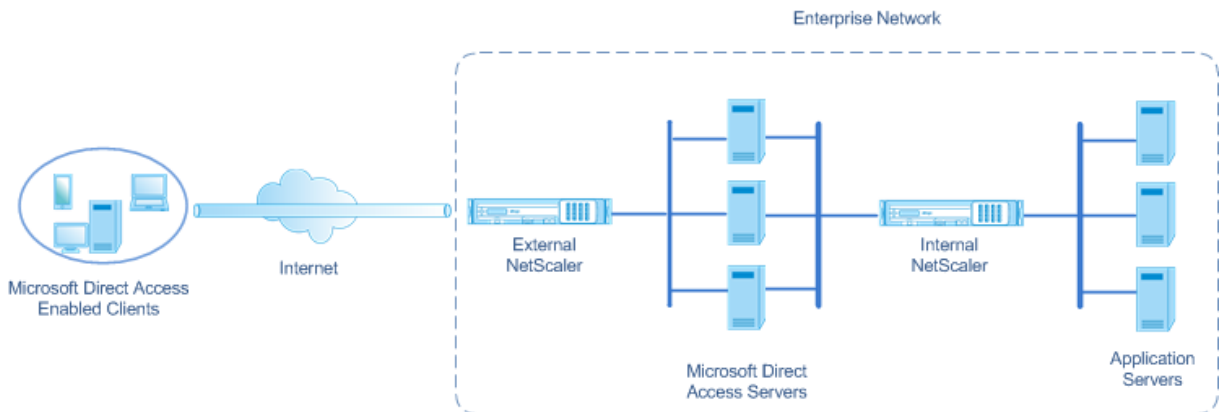 Enterprise Network
Microsoft Direct Access
Enabled Clients
Internet
External
NetScaler
Microsoft Direct
Access Servers
Internal
NetScaler
Application
Servers